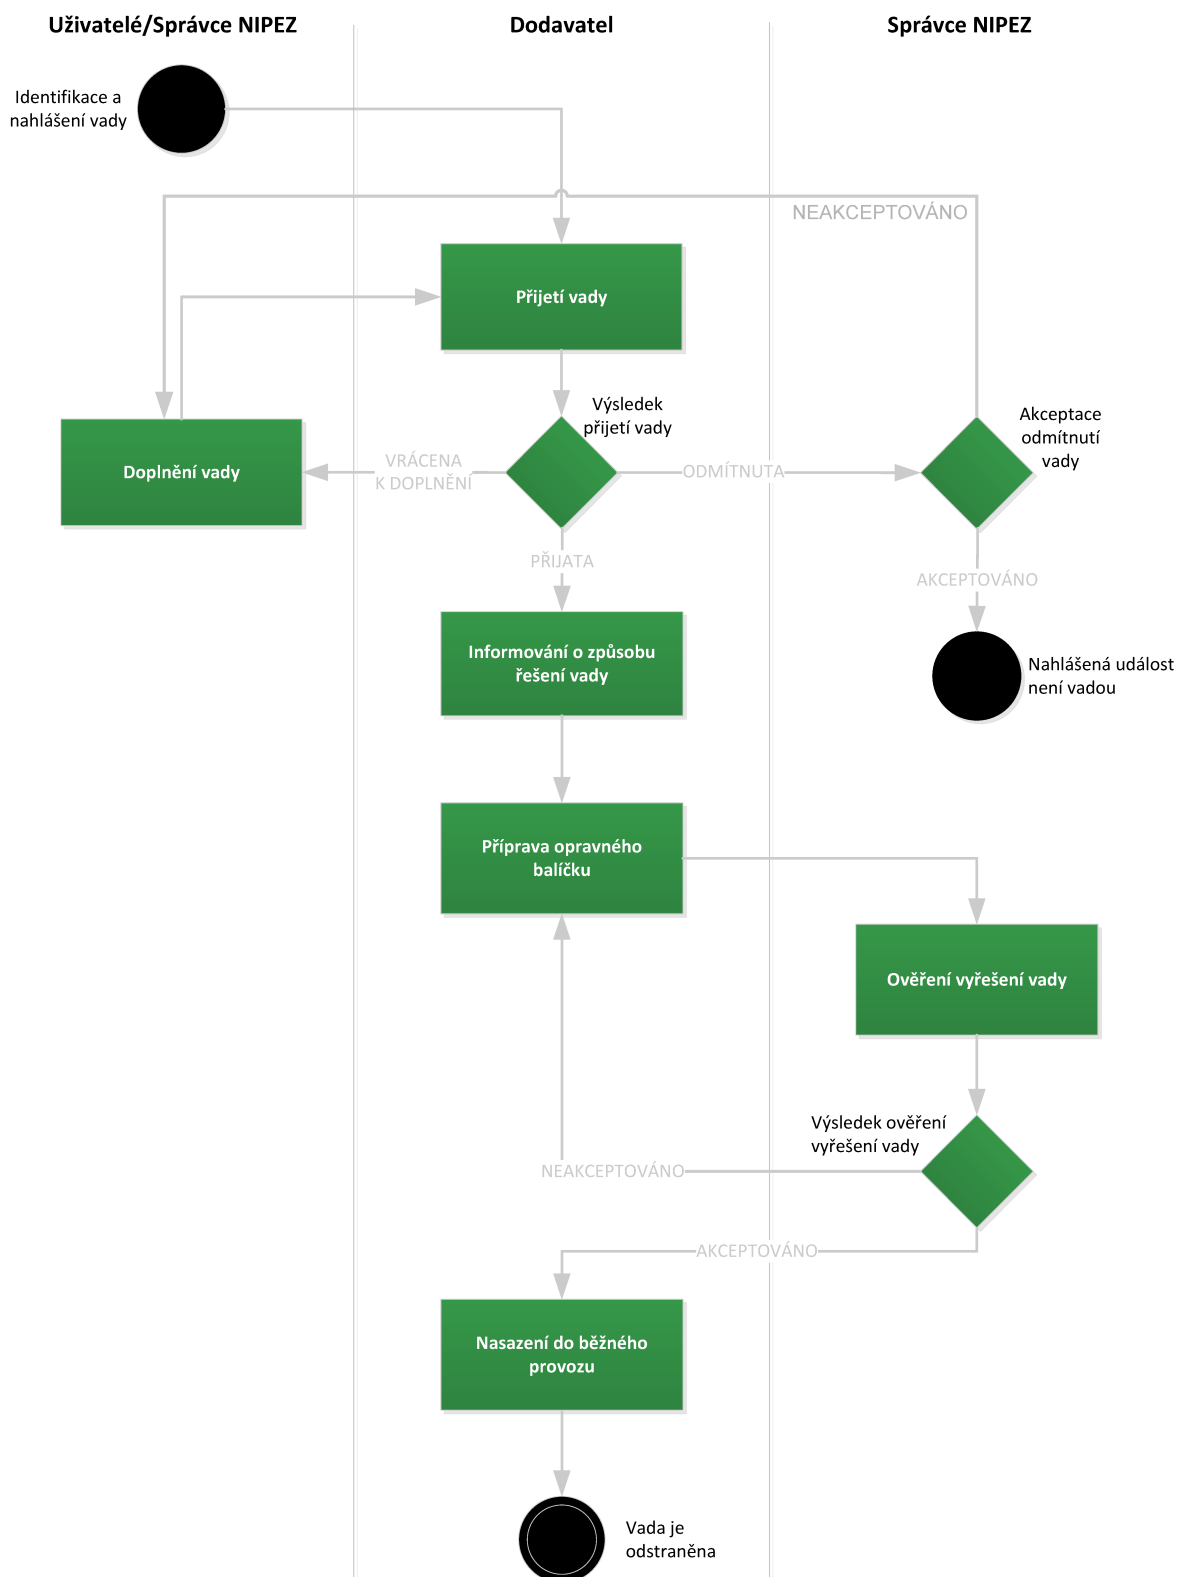 Uživatelé/Správce NIPEZ
Dodavatel
Správce NIPEZ
Identifikace a
nahlášení vady
NEAKCEPTOVÁNO
Přijetí vady
Výsledek
přijetí vady
Akceptace
odmítnutí
vady
Doplnění vady
VRÁCENA
K DOPLNĚNÍ
ODMÍTNUTA
PŘIJATA
AKCEPTOVÁNO
Informování o způsobu
řešení vady
Nahlášená událost
není vadou
Příprava opravného
balíčku
Ověření vyřešení vady
Výsledek ověření
vyřešení vady
NEAKCEPTOVÁNO
AKCEPTOVÁNO
Nasazení do běžného
provozu
Vada je
odstraněna